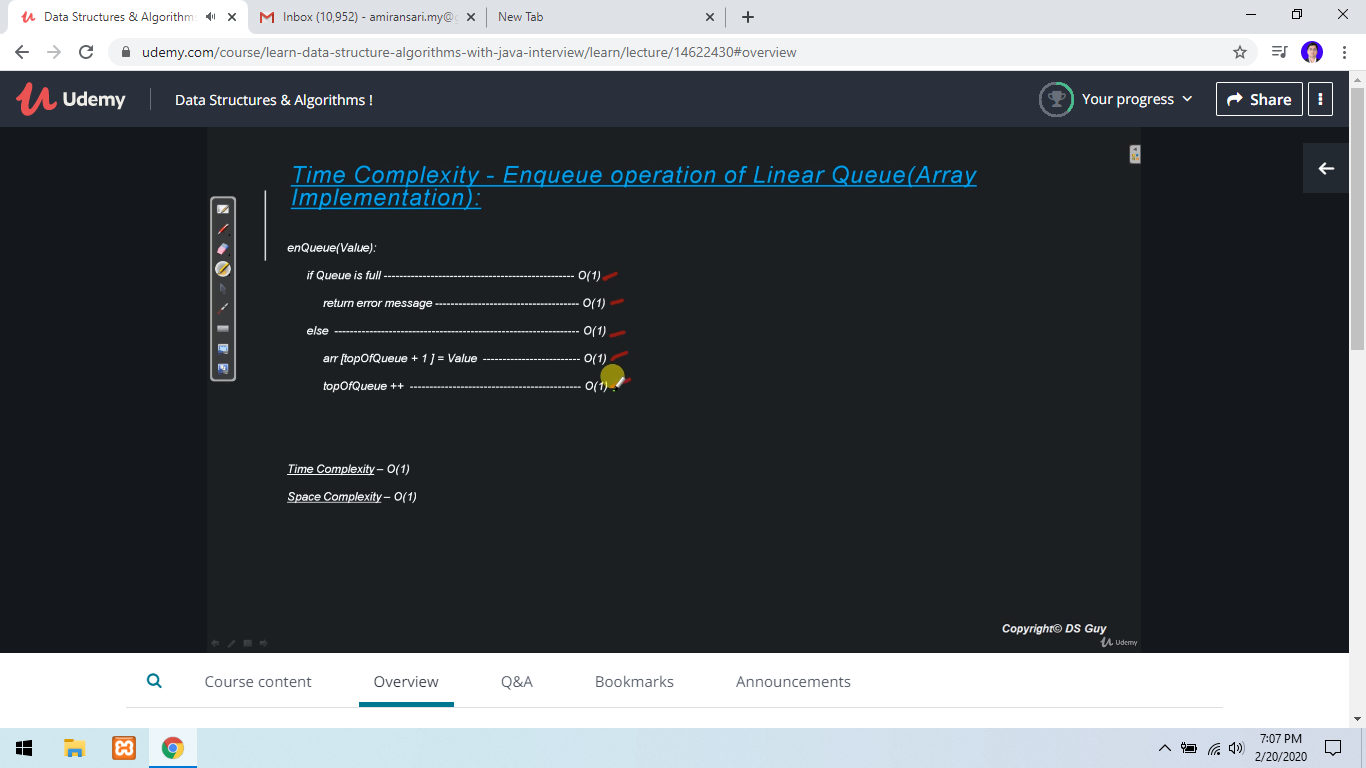 Data Structures & Algorithm
Inbox (10,952) - amiransari.my@g
New Tab
udemy.com/course/learn-data-structure-algorithms-with-java-interview/learn/lecture/14622430#overview
Udemy
Data Structures & Algorithms !
Your progress
Share
Time Complexity - Enqueue operation of Linear Queue(Array
Implementation):
enQueue(Value):
if Queue is full ------------------------------------------------- O(1)
return error message ------------------------------------- O(1)
else --------------------------------------------------------------- O(1)
arr [topOfQueue + 1 ] = Value ------------------------- O(1)
topOfQueue ++ -------------------------------------------- O(1)
Time Complexity – O(1)
Space Complexity – O(1)
Copyright© DS Guy
Udemy
Course content
Overview
Q&A
Bookmarks
Announcements
7:07 PM
2/20/2020